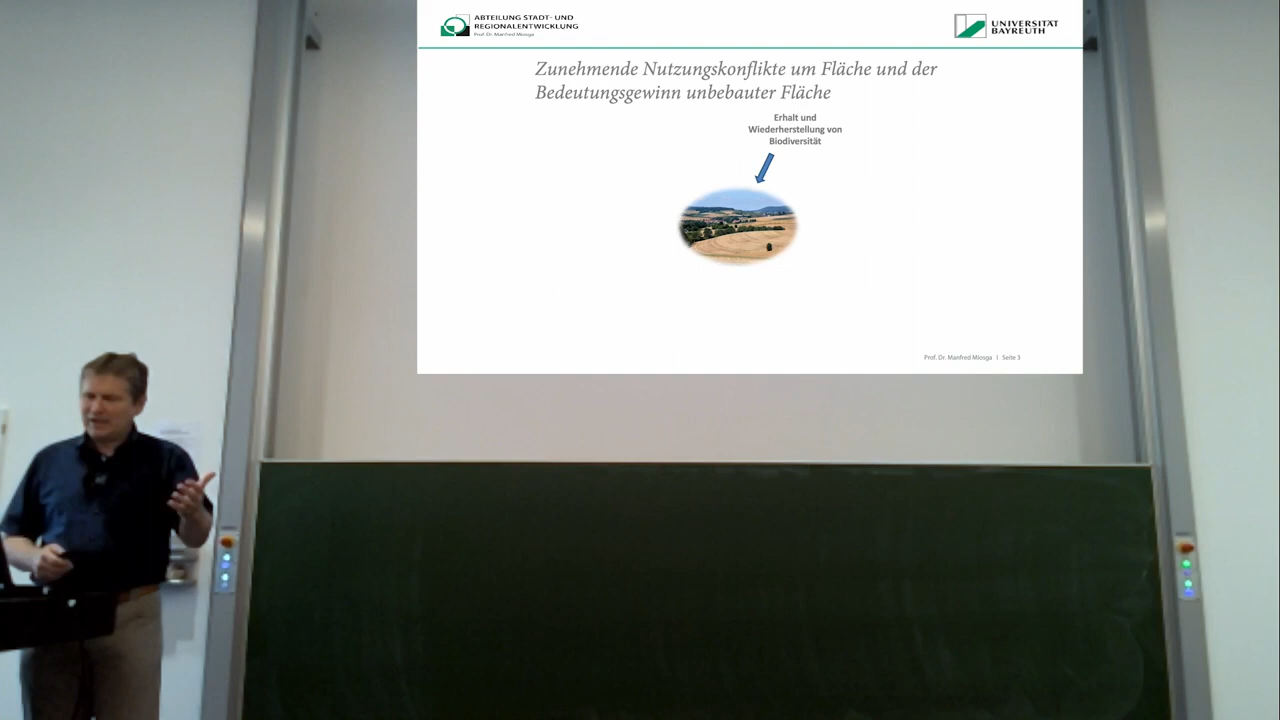 ABTEILUNG STADT- UND
REGIONALENTWICKLUNG
Prof. Dr. Manfred Miosga
UNIVERSITÄT
BAYREUTH
Zunehmende Nutzungskonflikte um Fläche und der
Bedeutungsgewinn unbebauter Fläche
Erhalt und
Wiederherstellung von
Biodiversität
Prof. Dr. Manfred Miosga I Seite 3